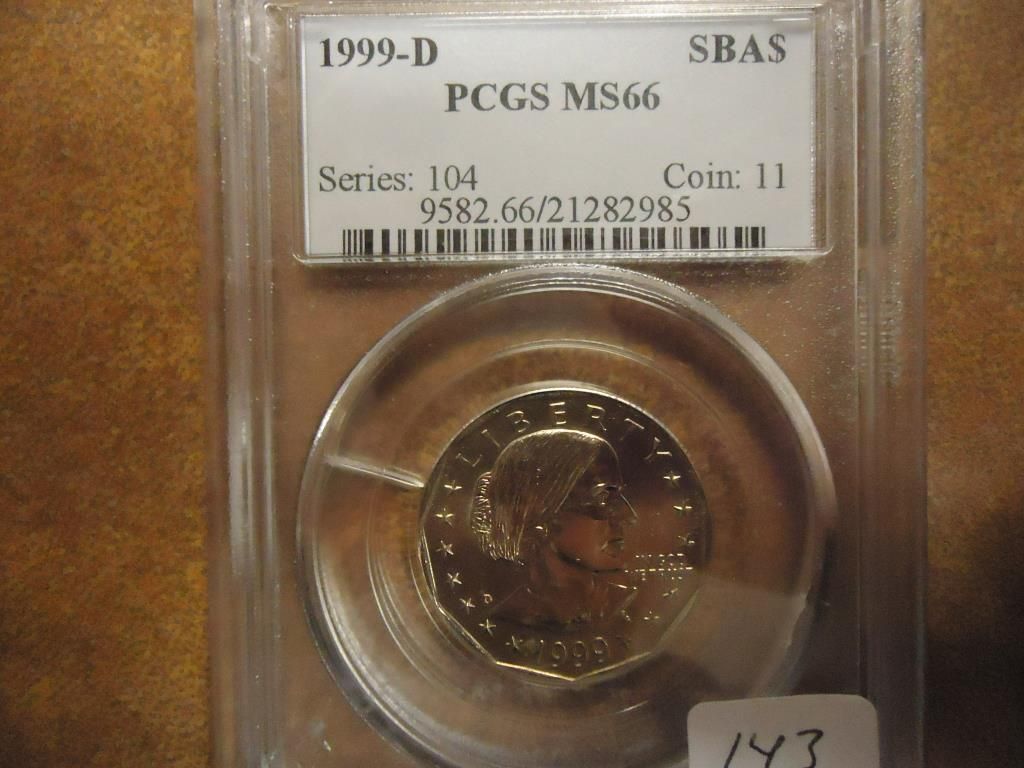 1999-D SBA$
PCGS MS66
Series: 104 Coin: 11
9582.66/21282985
LIBERTY
D
1999
143